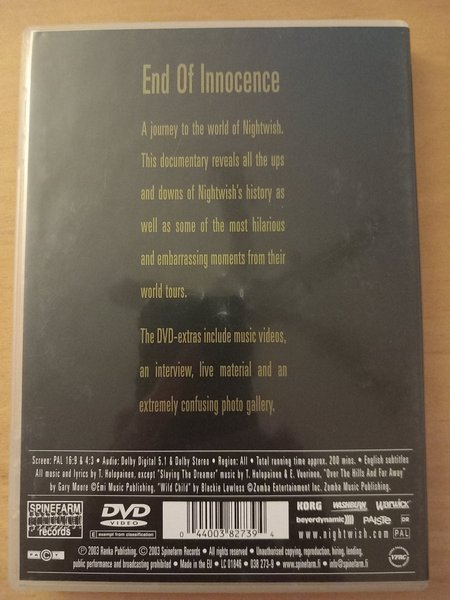 End Of Innocence
A journey to the world of Nightwish.
This documentary reveals all the ups
and downs of Nightwish's history as
well as some of the most hilarious
and embarrassing moments from their
world tours.
The DVD-extras include music videos,
an interview, live material and an
extremely confusing photo gallery.
Screen: PAL 16:9 & 4:3 • Audio: Dolby Digital 5.1 & Dolby Stereo • Region: All • Total running time approx. 200 mins. • English subtitles
All music and lyrics by T. Holopainen, except "Slaying The Dreamer" music by T. Holopainen & E. Vuorinen, "Over The Hills And Far Away"
by Gary Moore ©Emi Music Publishing, "Wild Child" by Blackie Lawless ©Zomba Entertainment Inc. Zomba Music Publishing.
SPINEFARM
records
DVD
VIDEO
E exempt from classification
0 44003 82739 4
KORG WASHBURN Warwick
beyerdynamic PAiSTe DR
www.nightwish.com PAL
℗ 2003 Ranka Publishing, © 2003 Spinefarm Records • All rights reserved • Unauthorised copying, reproduction, hiring, lending,
public performance and broadcasting prohibited • Made in the EU • LC 01846 038 273-9 • www.spinefarm.fi • info@spinefarm.fi